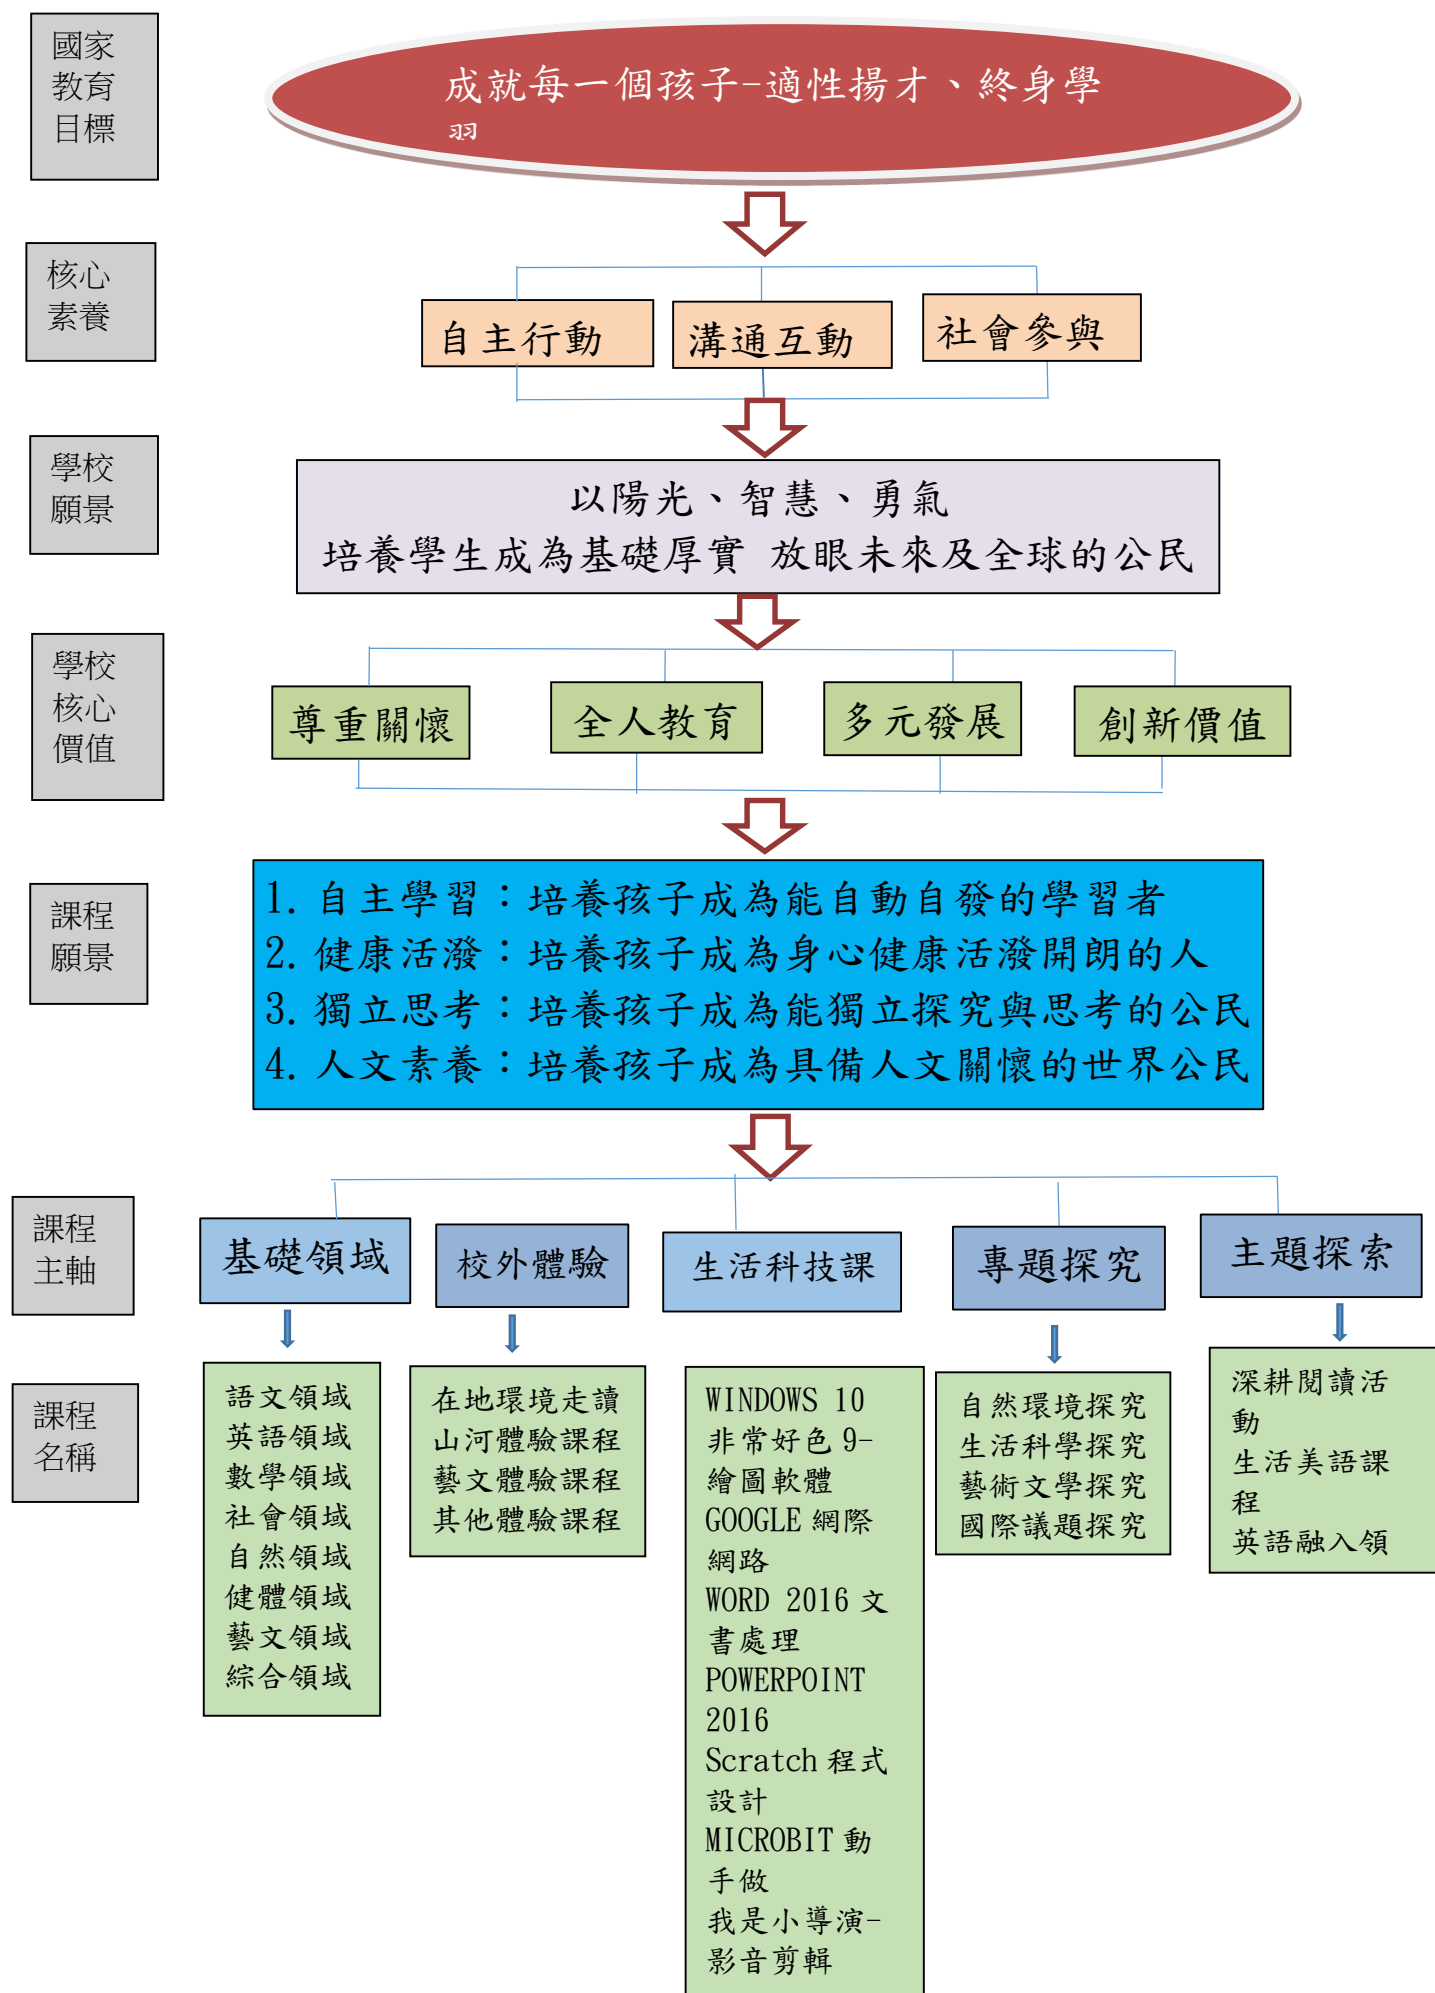 國家
教育
目標
成就每一個孩子-適性揚才、終身學
核心
素養
自主行動
溝通互動
社會參與
學校
願景
以陽光、智慧、勇氣
培養學生成為基礎厚實 放眼未來及全球的公民
學校
核心
價值
尊重關懷
全人教育
多元發展
創新價值
課程
願景
1. 自主學習：培養孩子成為能自動自發的學習者
2. 健康活潑：培養孩子成為身心健康活潑開朗的人
3. 獨立思考：培養孩子成為能獨立探究與思考的公民
4. 人文素養：培養孩子成為具備人文關懷的世界公民
課程
主軸
基礎領域
校外體驗
生活科技課
專題探究
主題探索
課程
名稱
語文領域
英語領域
數學領域
社會領域
自然領域
健體領域
藝文領域
綜合領域
在地環境走讀
山河體驗課程
藝文體驗課程
其他體驗課程
WINDOWS 10
非常好色 9-
繪圖軟體
GOOGLE 網際
網路
WORD 2016 文
書處理
POWERPOINT
2016
Scratch 程式
設計
MICROBIT 動
手做
我是小導演-
影音剪輯
自然環境探究
生活科學探究
藝術文學探究
國際議題探究
深耕閱讀活
動
生活美語課
程
英語融入領